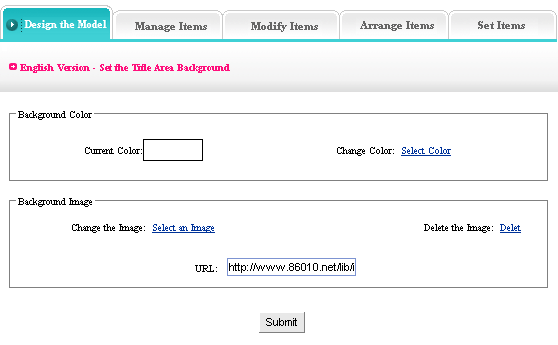 Design the Model Manage Items Modify Items Arrange Items Set Items
English Version - Set the Title Area Background
Background Color
Current Color: Change Color: Select Color
Background Image
Change the Image: Select an Image Delete the Image: Delet
URL: http://www.86010.net/lib/i
Submit